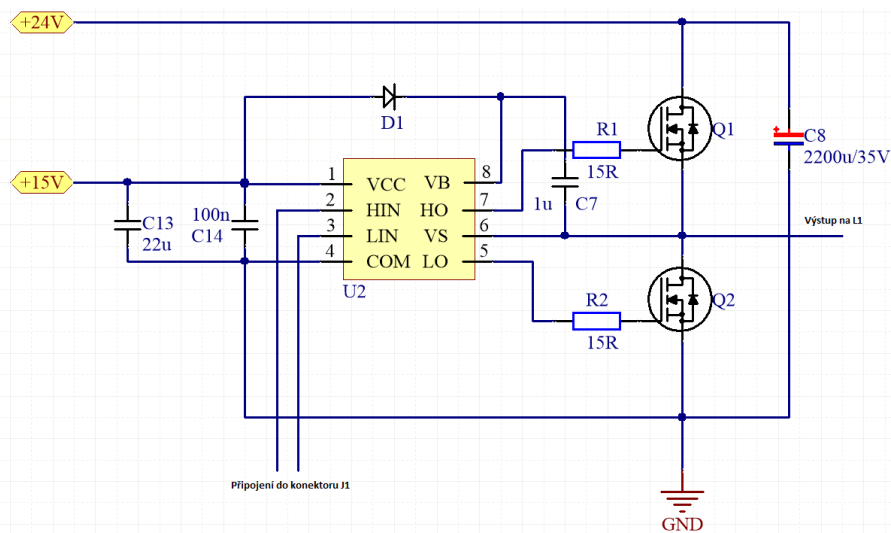 +24V
D1
R1
Q1
C8
2200u/35V
15R
+15V
1
VCC
VB
8
2
HIN
HO
7
1u
C7
100n
C13
C14
22u
3
LIN
VS
6
Výstup na L1
4
COM
LO
5
U2
R2
Q2
15R
Připojení do konektoru J1
GND